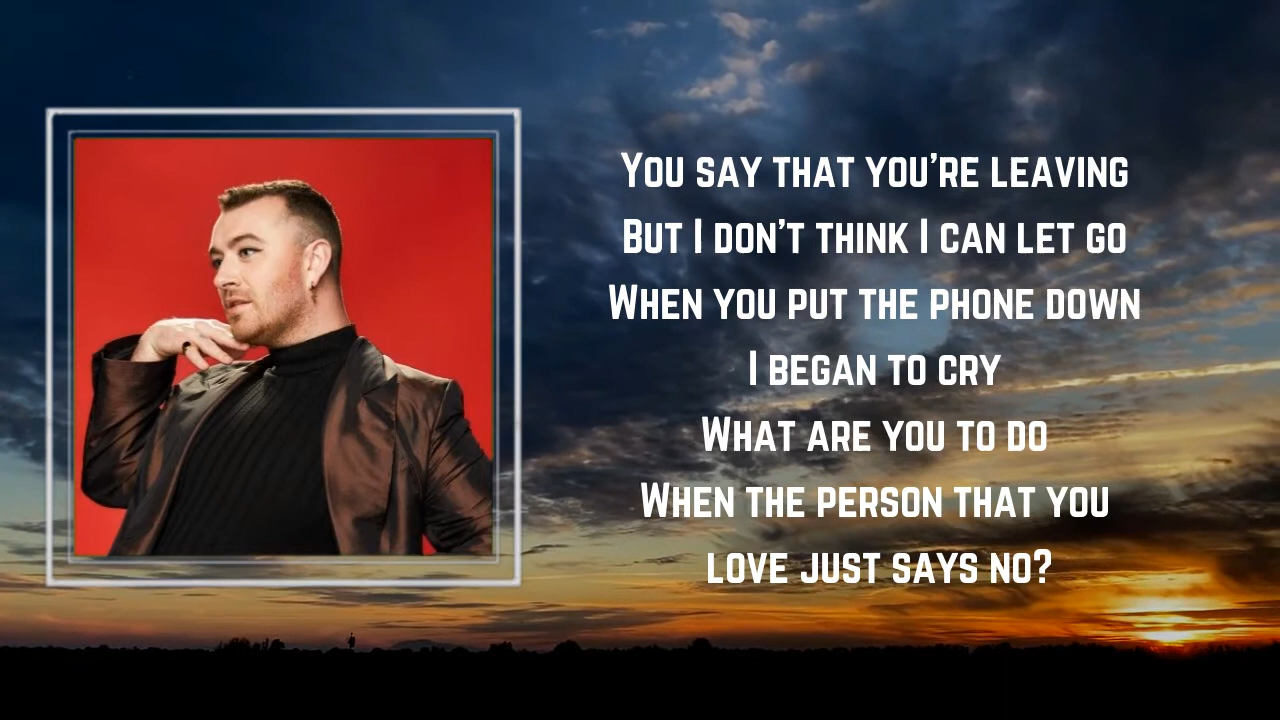 You say that you're leaving
But I don't think I can let go
When you put the phone down
I began to cry
What are you to do
When the person that you
love just says no?